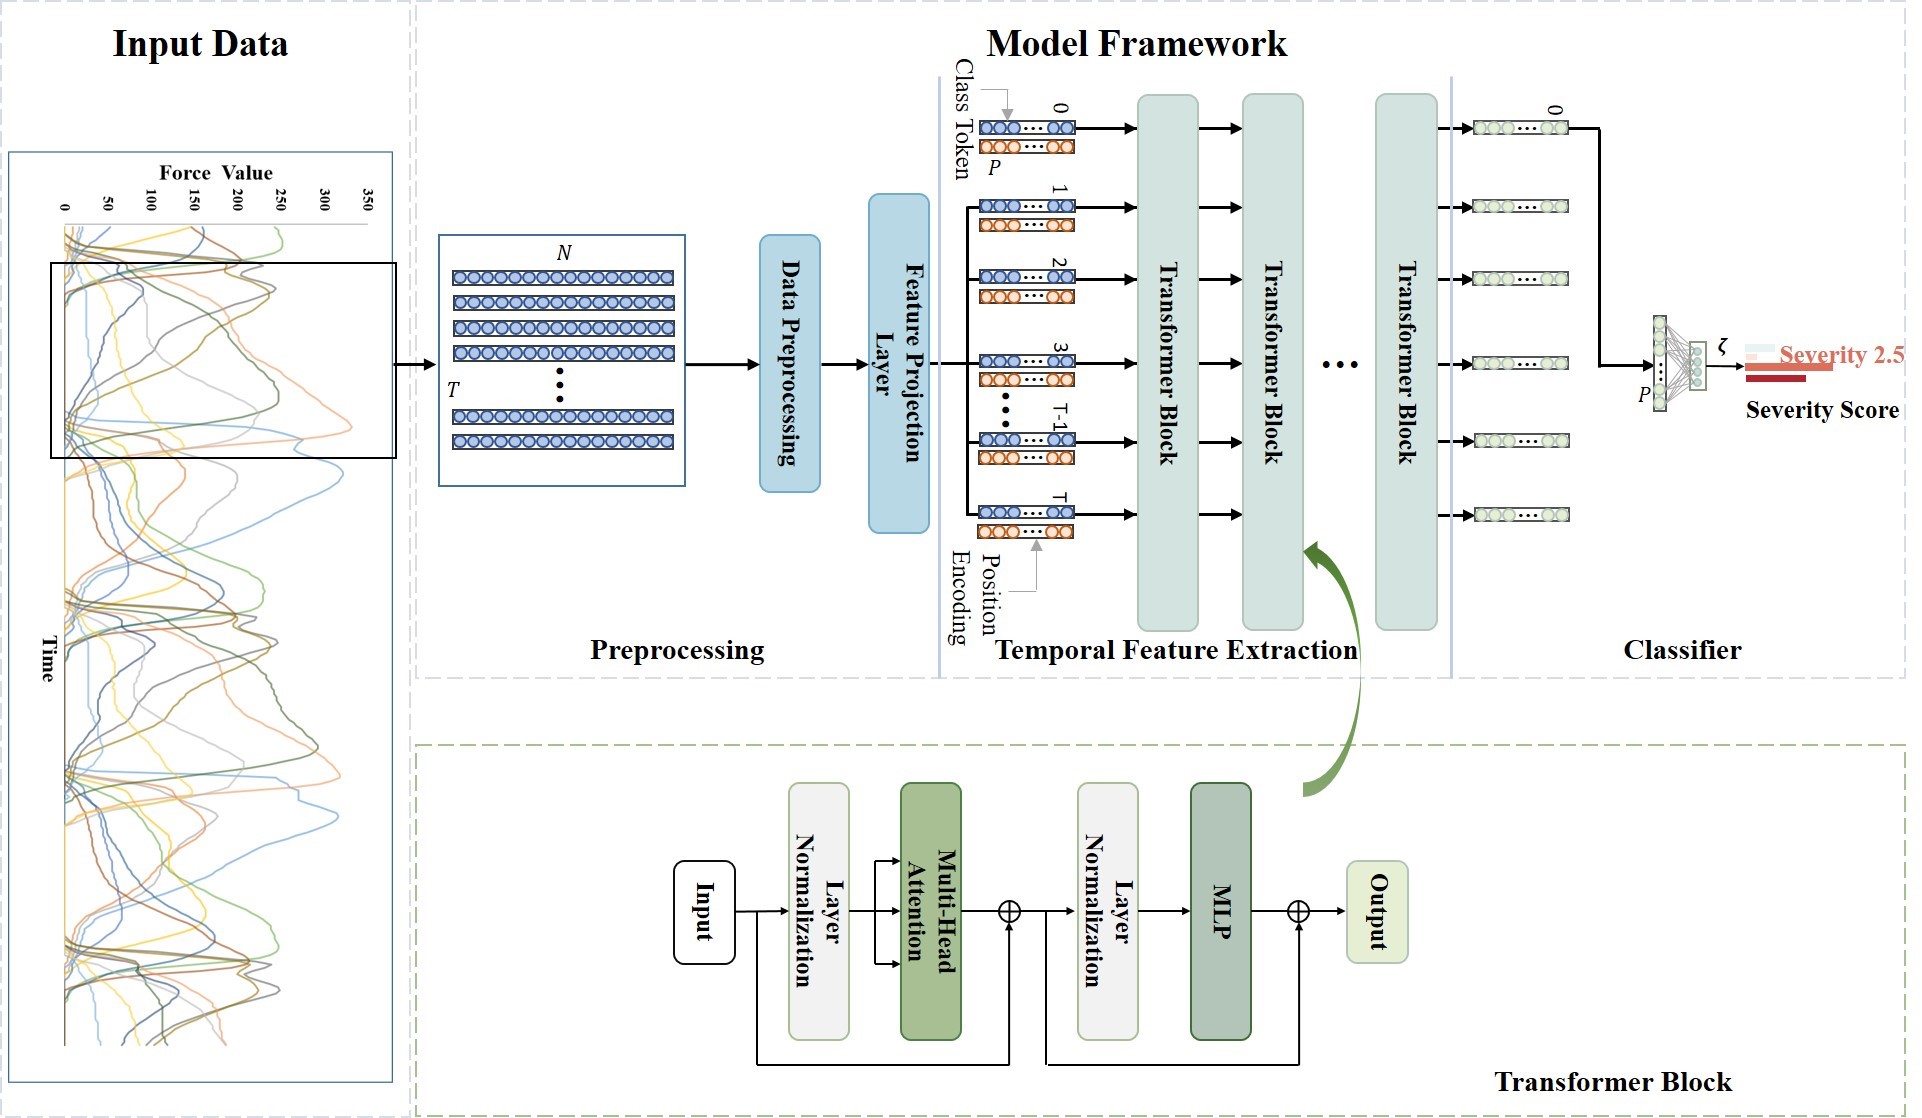 Input Data
Force Value
0
50
100
150
200
250
300
350
Time
Model Framework
N
T
Data Preprocessing
Feature Projection
Layer
Preprocessing
Class Token
0
P
1
2
3
T-1
T
Position
Encoding
Transformer Block
Transformer Block
...
Transformer Block
Temporal Feature Extraction
0
P
ζ
Severity 2.5
Severity Score
Classifier
Input
Layer
Normalization
Multi-Head
Attention
Layer
Normalization
MLP
Output
Transformer Block